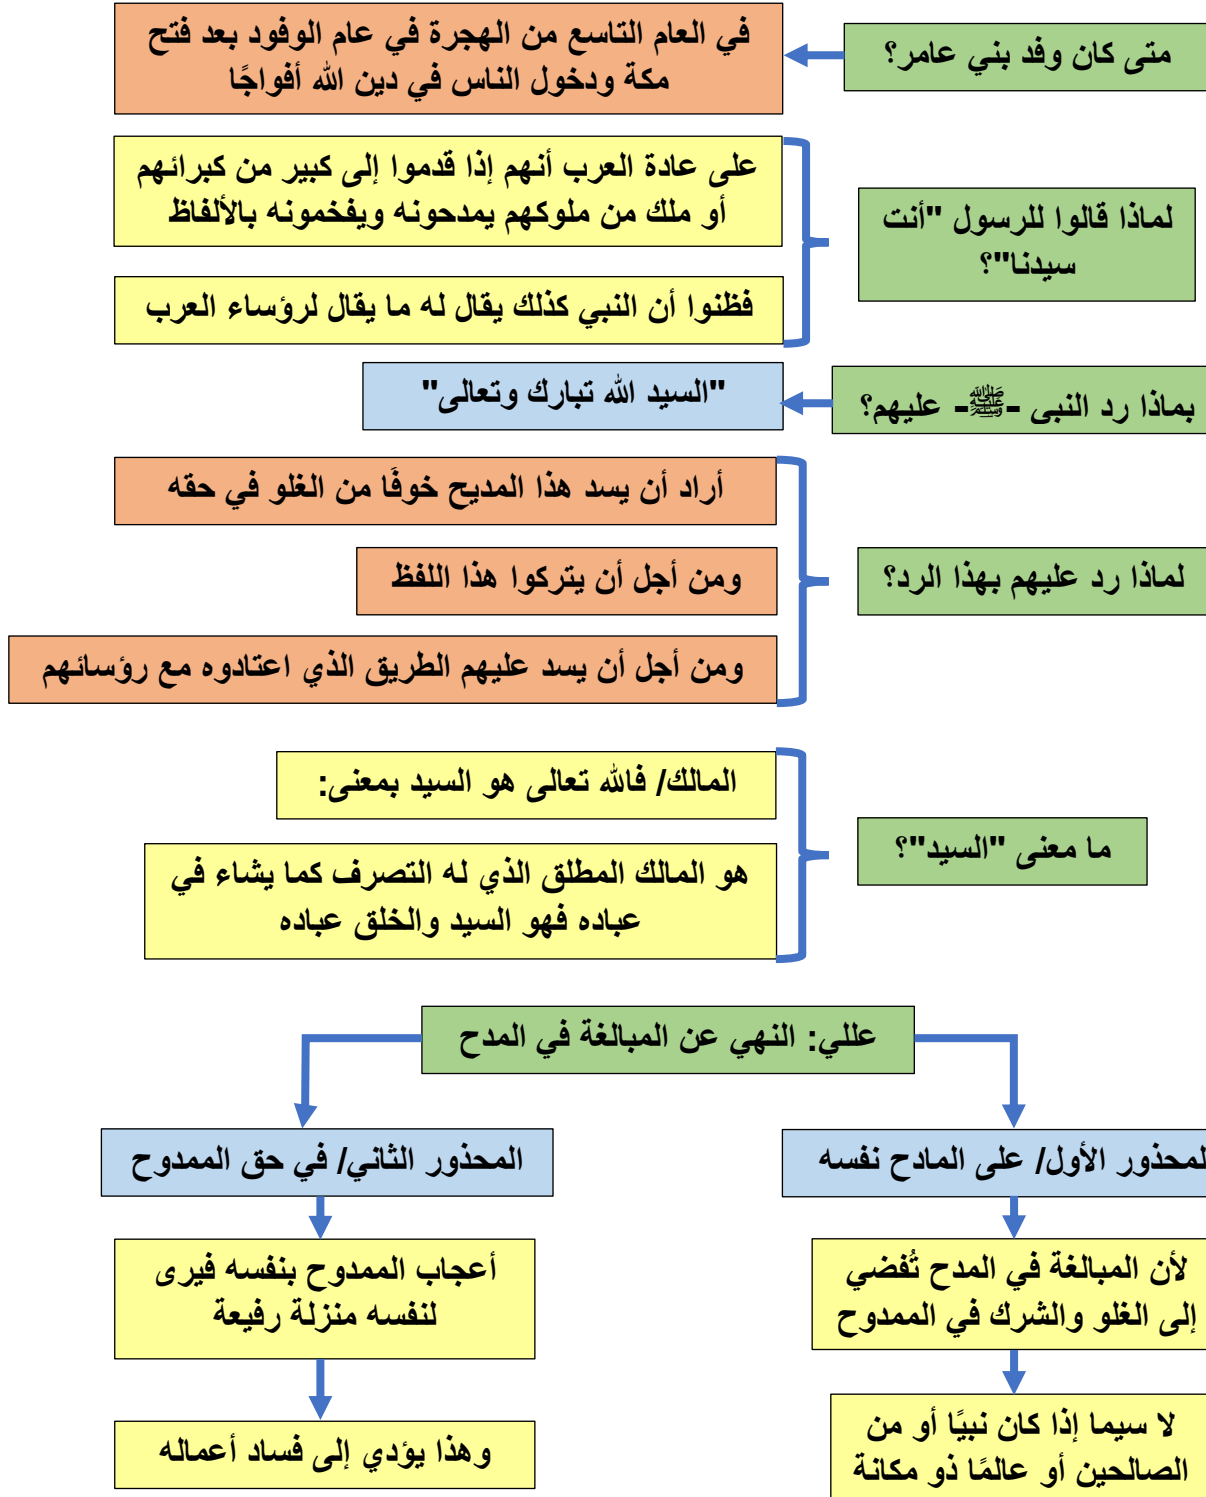 متى كان وفد بني عامر؟
في العام التاسع من الهجرة في عام الوفود بعد فتح
مكة ودخول الناس في دين الله أفواجًا
لماذا قالوا للرسول "أنت
سيدنا"؟
على عادة العرب أنهم إذا قدموا إلى كبير من كبرائهم
أو ملك من ملوكهم يمدحونه ويفخمونه بالألفاظ
فظنوا أن النبي كذلك يقال له ما يقال لرؤساء العرب
بماذا رد النبى -ﷺ- عليهم؟
"السيد الله تبارك وتعالى"
لماذا رد عليهم بهذا الرد؟
أراد أن يسد هذا المديح خوفًا من الغلو في حقه
ومن أجل أن يتركوا هذا اللفظ
ومن أجل أن يسد عليهم الطريق الذي اعتادوه مع رؤسائهم
ما معنى "السيد"؟
المالك/ فالله تعالى هو السيد بمعنى:
هو المالك المطلق الذي له التصرف كما يشاء في
عباده فهو السيد والخلق عباده
عللي: النهي عن المبالغة في المدح
لمحذور الأول/ على المادح نفسه
لأن المبالغة في المدح تُفضي
إلى الغلو والشرك في الممدوح
لا سيما إذا كان نبيًا أو من
الصالحين أو عالمًا ذو مكانة
المحذور الثاني/ في حق الممدوح
أعجاب الممدوح بنفسه فيرى
لنفسه منزلة رفيعة
وهذا يؤدي إلى فساد أعماله